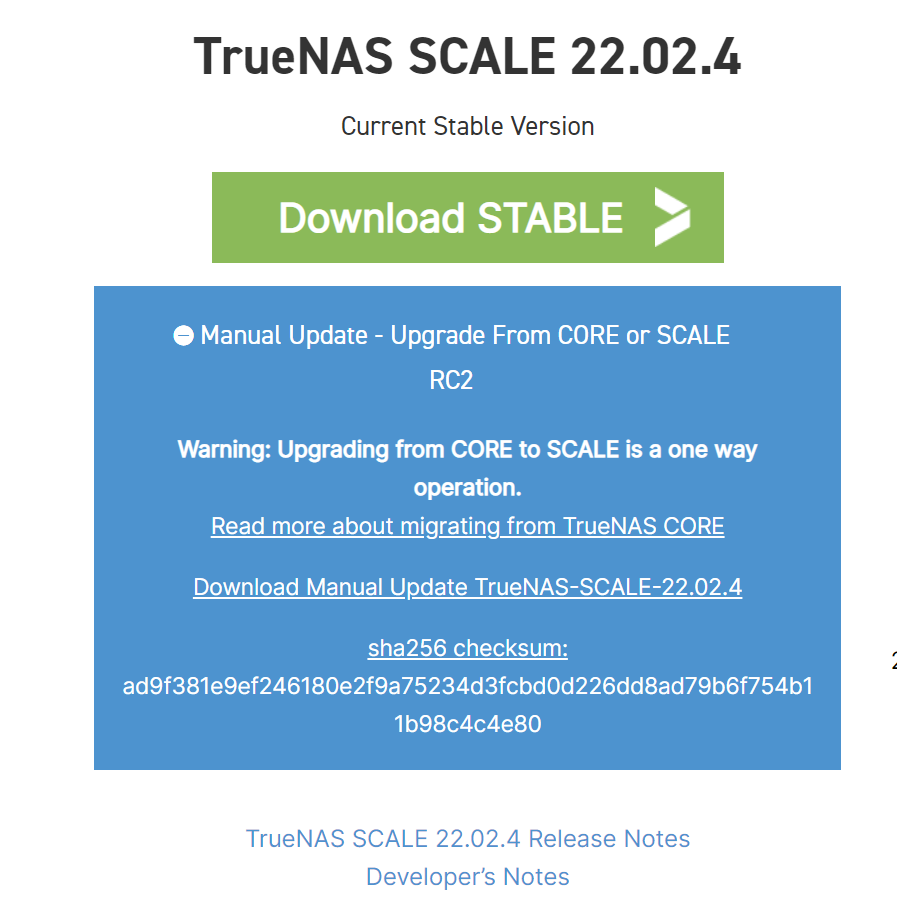 TrueNAS SCALE 22.02.4
Current Stable Version
Download STABLE
Manual Update - Upgrade From CORE or SCALE
RC2
Warning: Upgrading from CORE to SCALE is a one way
operation.
Read more about migrating from TrueNAS CORE
Download Manual Update TrueNAS-SCALE-22.02.4
sha256 checksum:
ad9f381e9ef246180e2f9a75234d3fcbd0d226dd8ad79b6f754b1
1b98c4c4e80
TrueNAS SCALE 22.02.4 Release Notes
Developer’s Notes